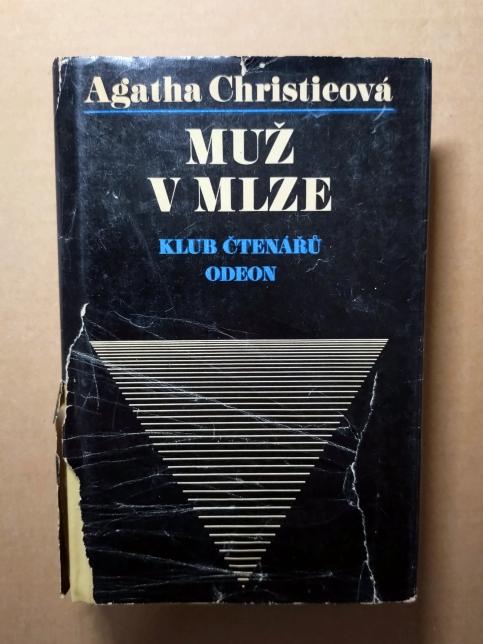 Agatha Christieová
MUŽ
V MLZE
KLUB ČTENÁŘŮ
ODEON